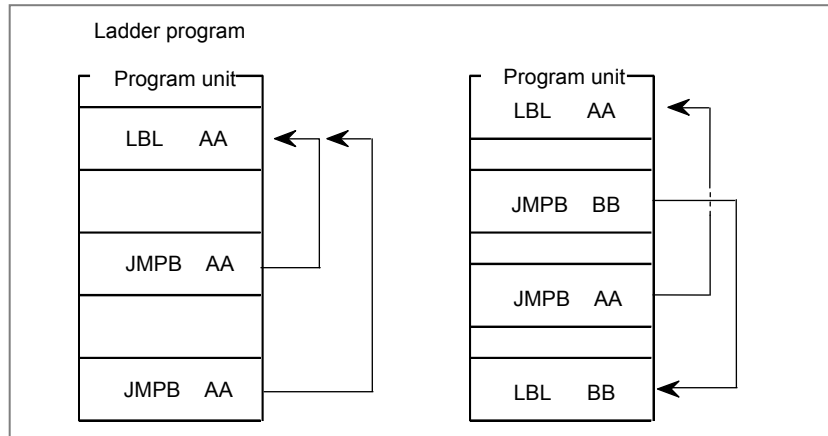 Ladder program
Program unit
LBL AA
JMPB AA
JMPB AA
Program unit
LBL AA
JMPB BB
JMPB AA
LBL BB